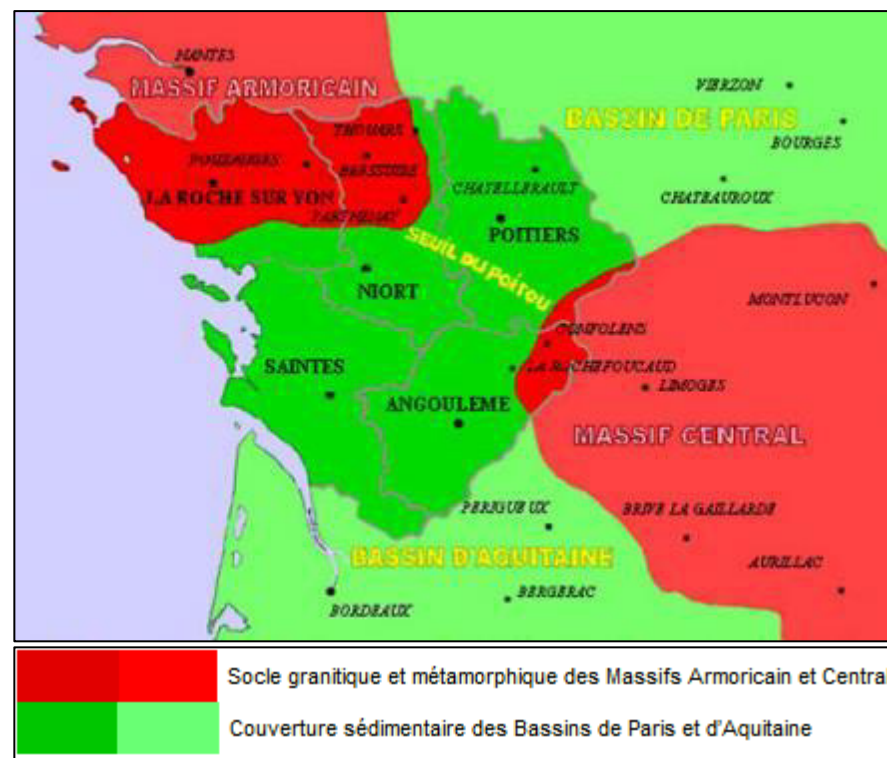 NANTES
MASSIF ARMORICAIN
VIERZON
BASSIN DE PARIS
BOURGES
THOUARS
POUZAUGES
BRESSUIRE
CHATELLERAULT
CHATEAUROUX
LA ROCHE SUR YON
PARTHENAY
POITIERS
SEUIL DU POITOU
NIORT
MONTLUCON
CONFOLENS
SAINTES
LA ROCHEFOUCAUD
LIMOGES
ANGOULEME
MASSIF CENTRAL
PERIGUEUX
BRIVE LA GAILLARDE
BASSIN D'AQUITAINE
AURILLAC
BERGERAC
BORDEAUX
Socle granitique et métamorphique des Massifs Armoricain et Central
Couverture sédimentaire des Bassins de Paris et d'Aquitaine